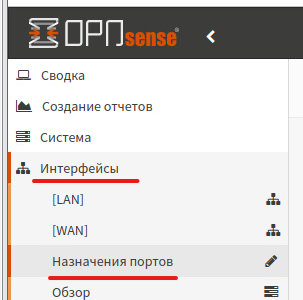 OPNsense®
Сводка
Создание отчетов
Система
Интерфейсы
[LAN]
[WAN]
Назначения портов
Обзор